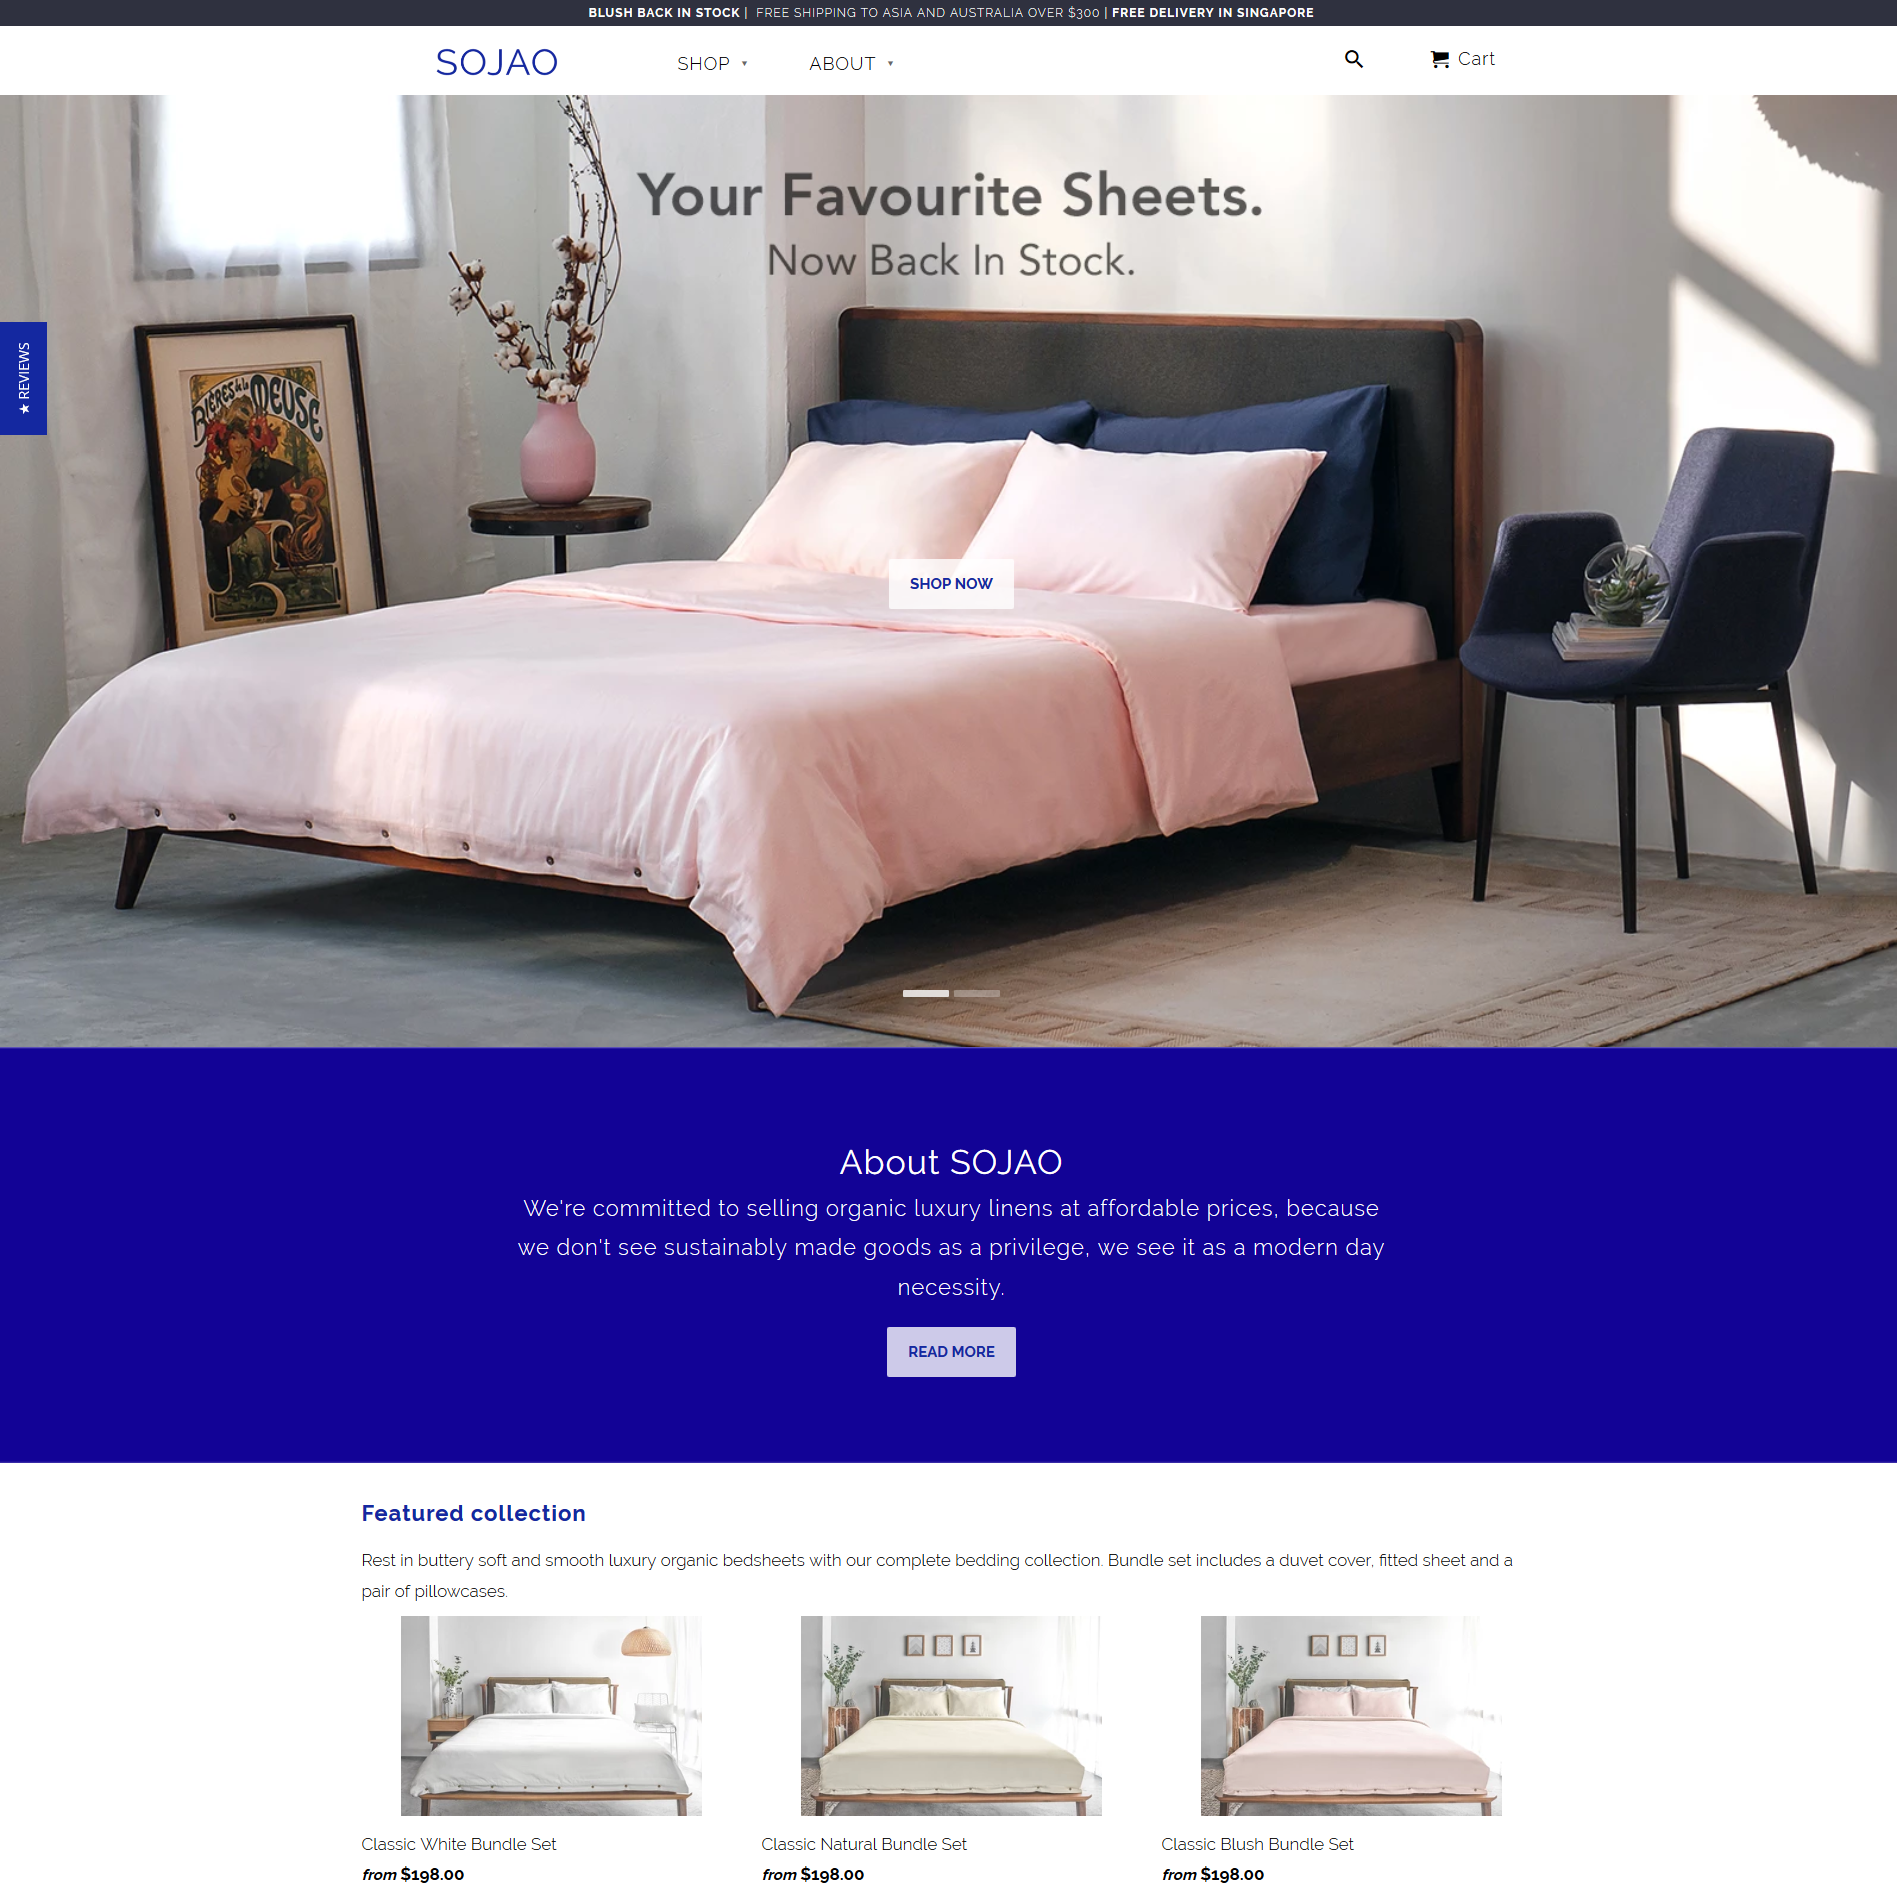 BLUSH BACK IN STOCK | FREE SHIPPING TO ASIA AND AUSTRALIA OVER $300 | FREE DELIVERY IN SINGAPORE
SOJAO
SHOP ▾
ABOUT ▾
Cart
Your Favourite Sheets.
Now Back In Stock.
★ REVIEWS
BIÈRES de la MEUSE
SHOP NOW
About SOJAO
We're committed to selling organic luxury linens at affordable prices, because
we don't see sustainably made goods as a privilege, we see it as a modern day
necessity.
READ MORE
Featured collection
Rest in buttery soft and smooth luxury organic bedsheets with our complete bedding collection. Bundle set includes a duvet cover, fitted sheet and a
pair of pillowcases.
Classic White Bundle Set
from $198.00
Classic Natural Bundle Set
from $198.00
Classic Blush Bundle Set
from $198.00